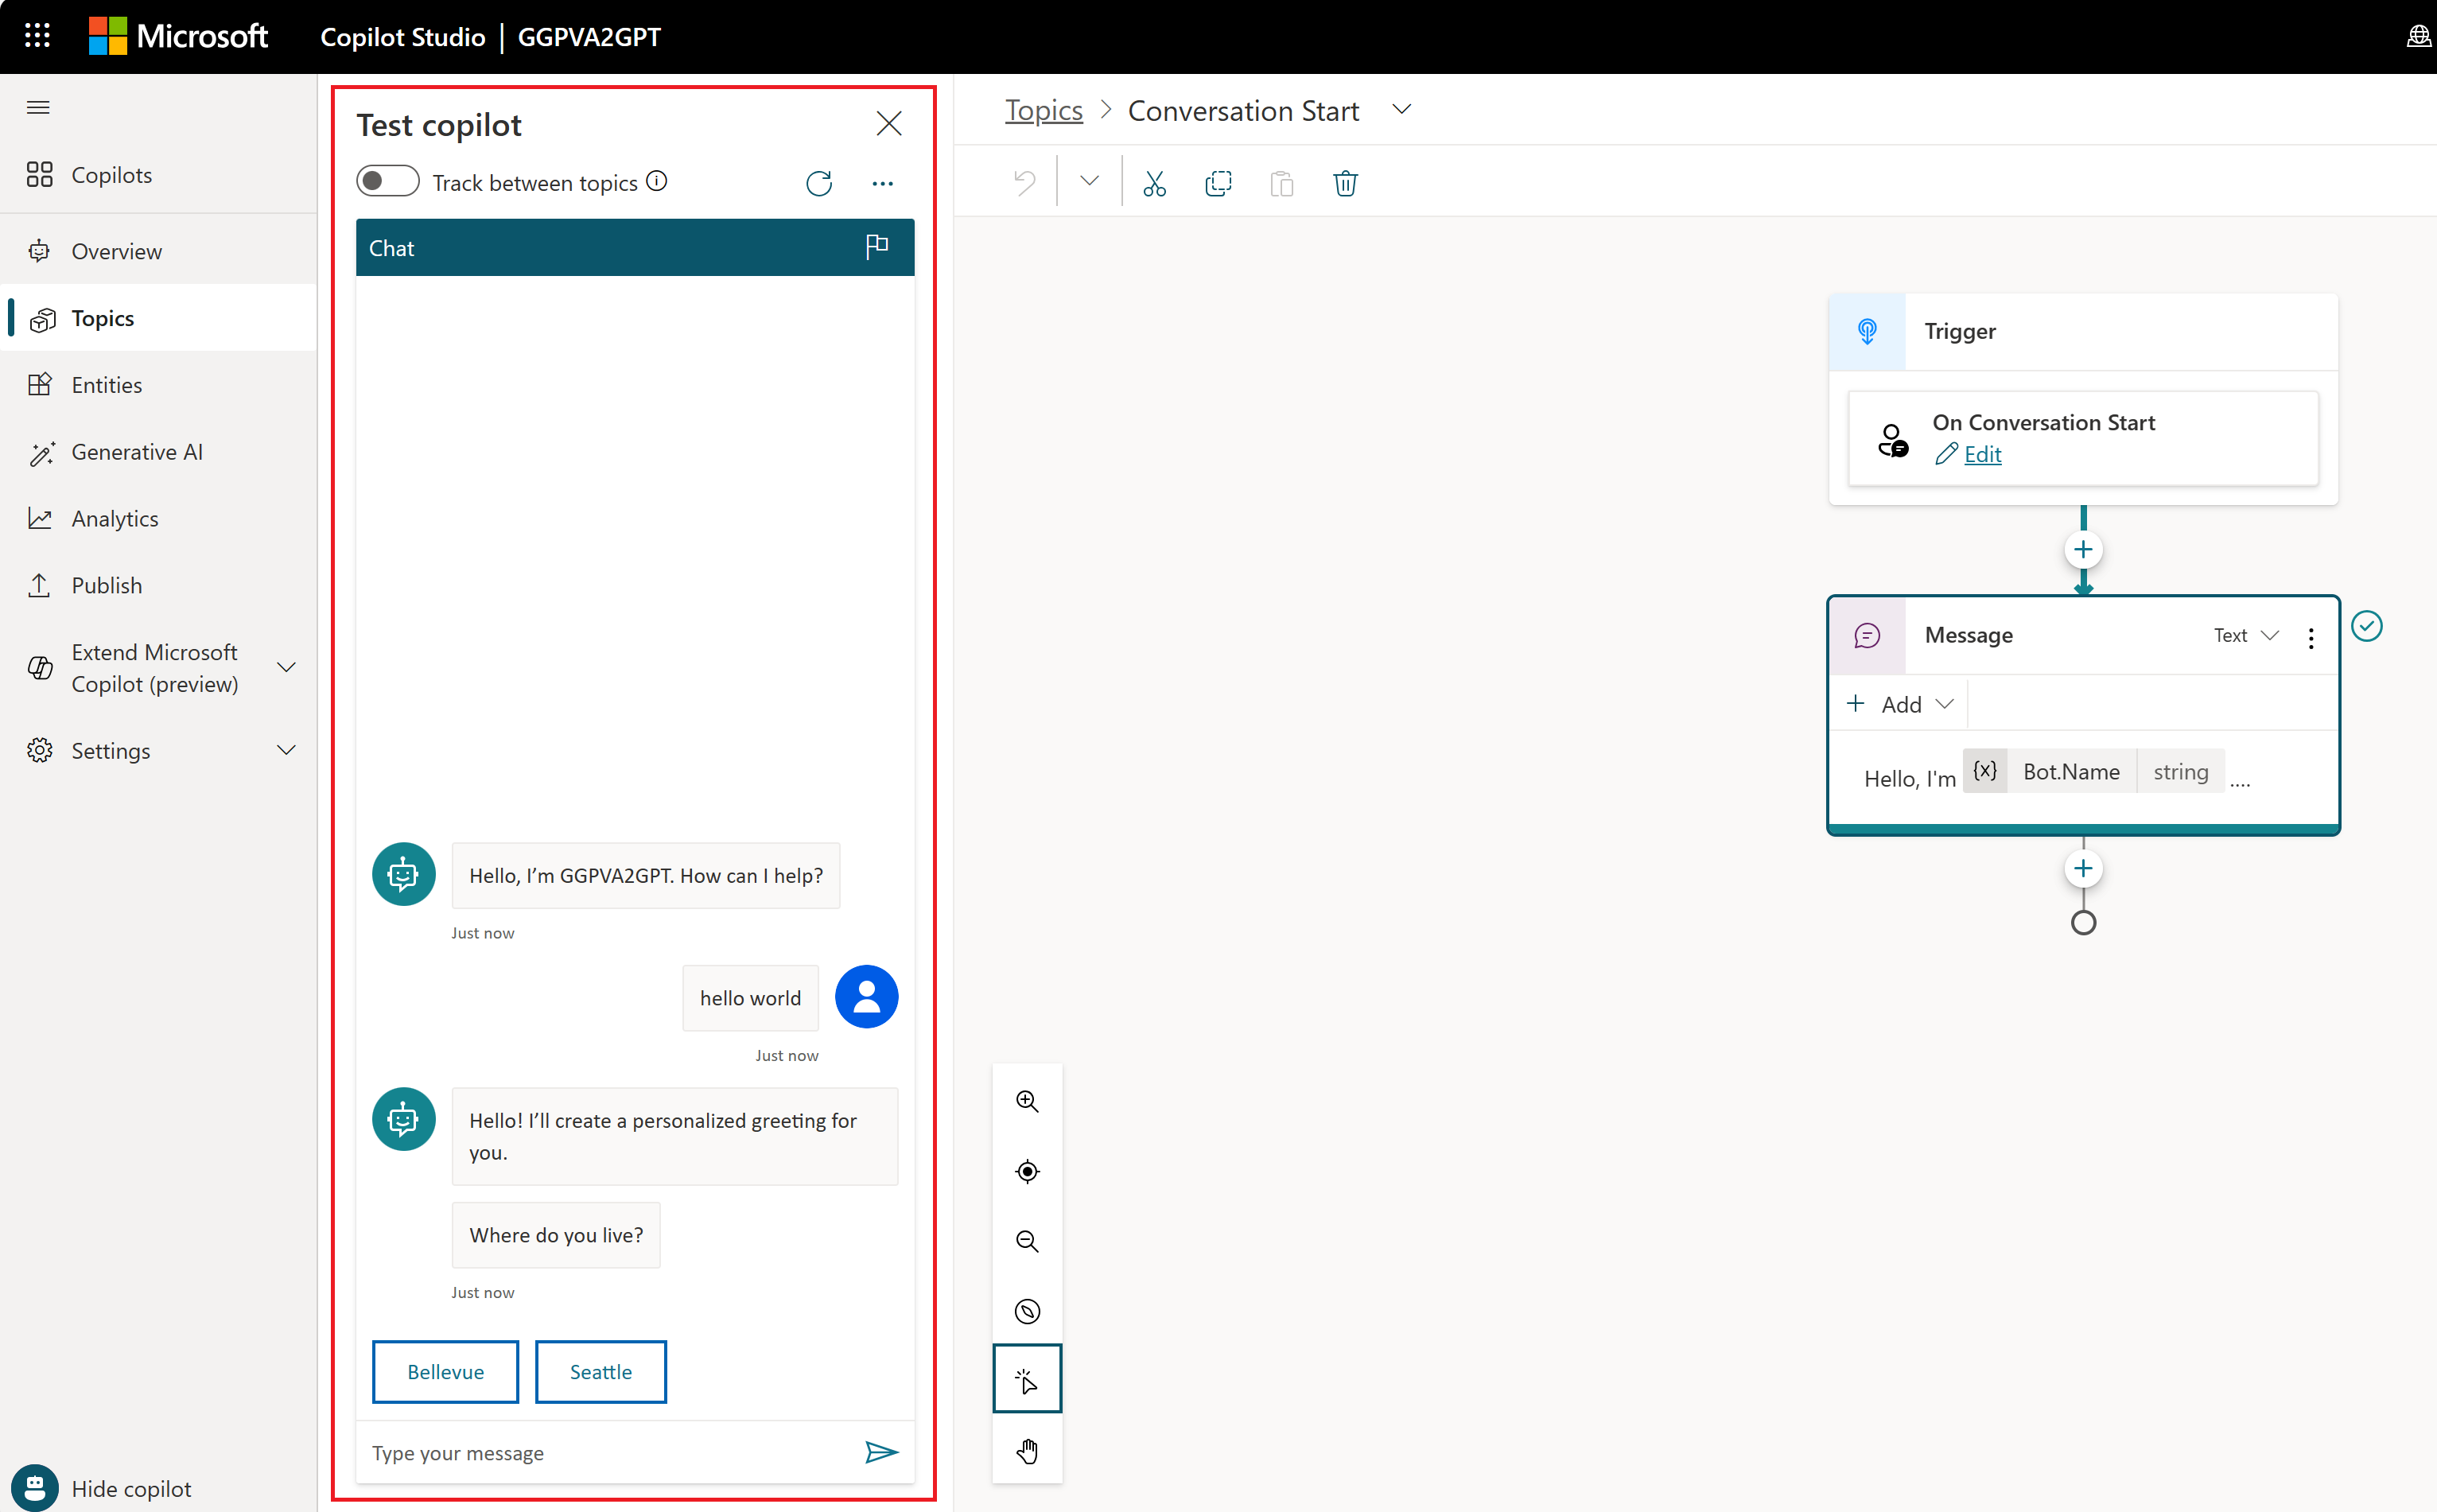 Microsoft
Copilot Studio | GGPVA2GPT
Copilots
Overview
Topics
Entities
Generative AI
Analytics
Publish
Extend Microsoft
Copilot (preview)
Settings
Hide copilot
Test copilot
Track between topics
Chat
Hello, I’m GGPVA2GPT. How can I help?
Just now
hello world
Just now
Hello! I’ll create a personalized greeting for
you.
Where do you live?
Just now
Bellevue
Seattle
Type your message
Topics > Conversation Start
Trigger
On Conversation Start
Edit
Message
Text
+ Add
Hello, I'm {x} Bot.Name string ....